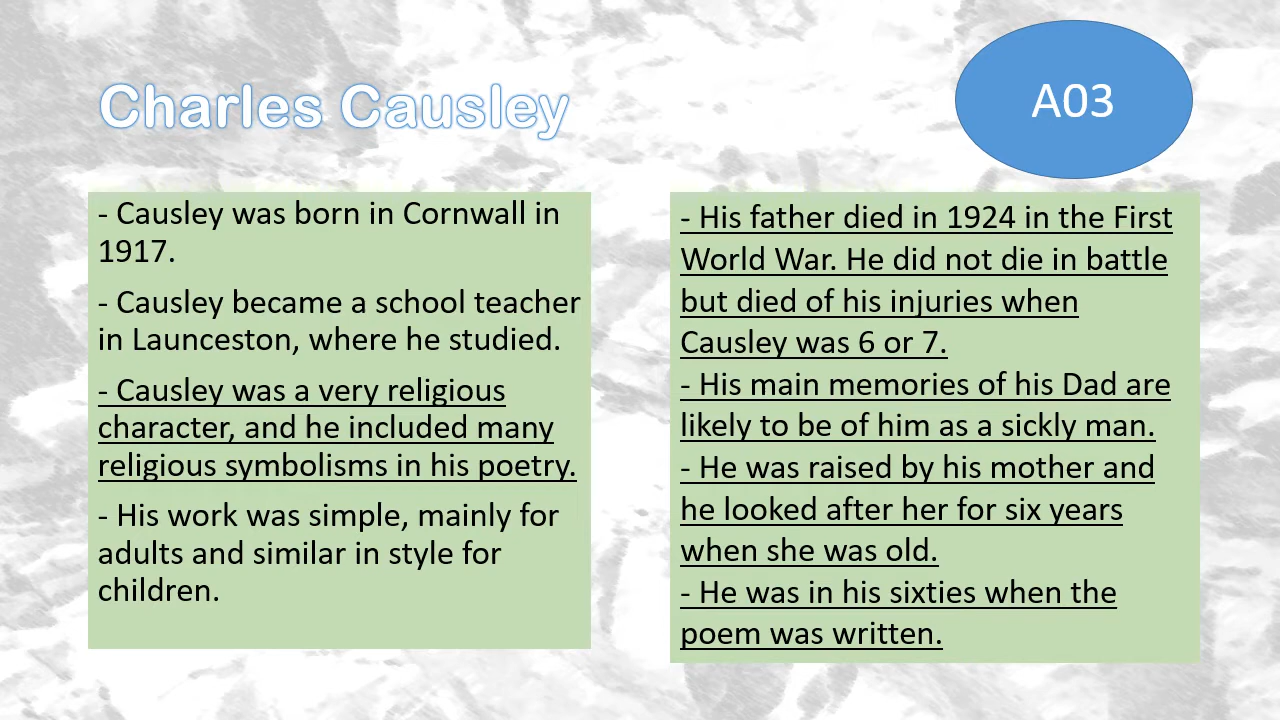 Charles Causley
A03
- Causley was born in Cornwall in
1917.
- Causley became a school teacher
in Launceston, where he studied.
- Causley was a very religious
character, and he included many
religious symbolisms in his poetry.
- His work was simple, mainly for
adults and similar in style for
children.
- His father died in 1924 in the First
World War. He did not die in battle
but died of his injuries when
Causley was 6 or 7.
- His main memories of his Dad are
likely to be of him as a sickly man.
- He was raised by his mother and
he looked after her for six years
when she was old.
- He was in his sixties when the
poem was written.